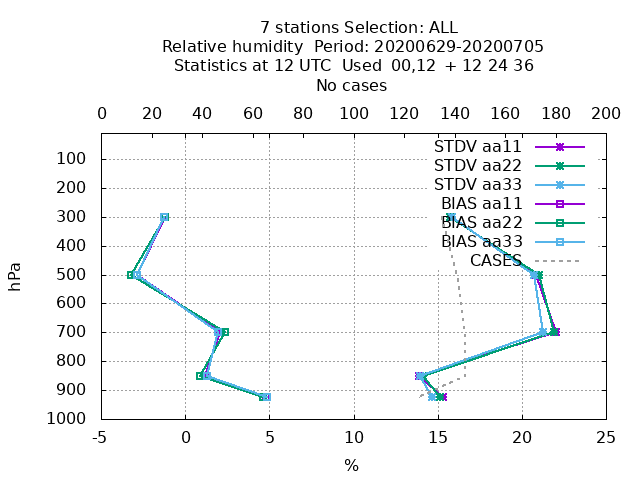 7 stations Selection: ALL
Relative humidity  Period: 20200629-20200705
Statistics at 12 UTC  Used  00,12  + 12 24 36
No cases
0 20 40 60 80 100 120 140 160 180 200
STDV aa11
STDV aa22
STDV aa33
BIAS aa11
BIAS aa22
BIAS aa33
CASES
100
200
300
400
500
600
700
800
900
1000
hPa
-5 0 5 10 15 20 25
%